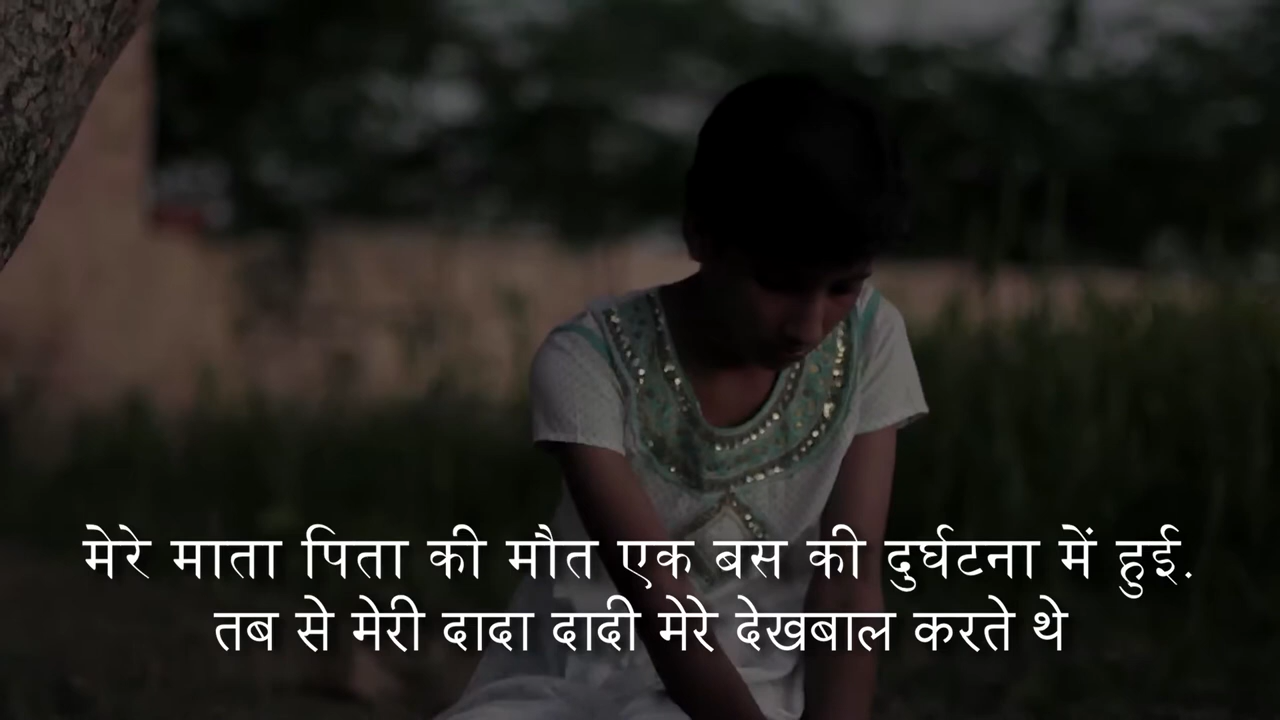 मेरे माता पिता की मौत एक बस की दुर्घटना में हुई.
तब से मेरी दादा दादी मेरे देखबाल करते थे